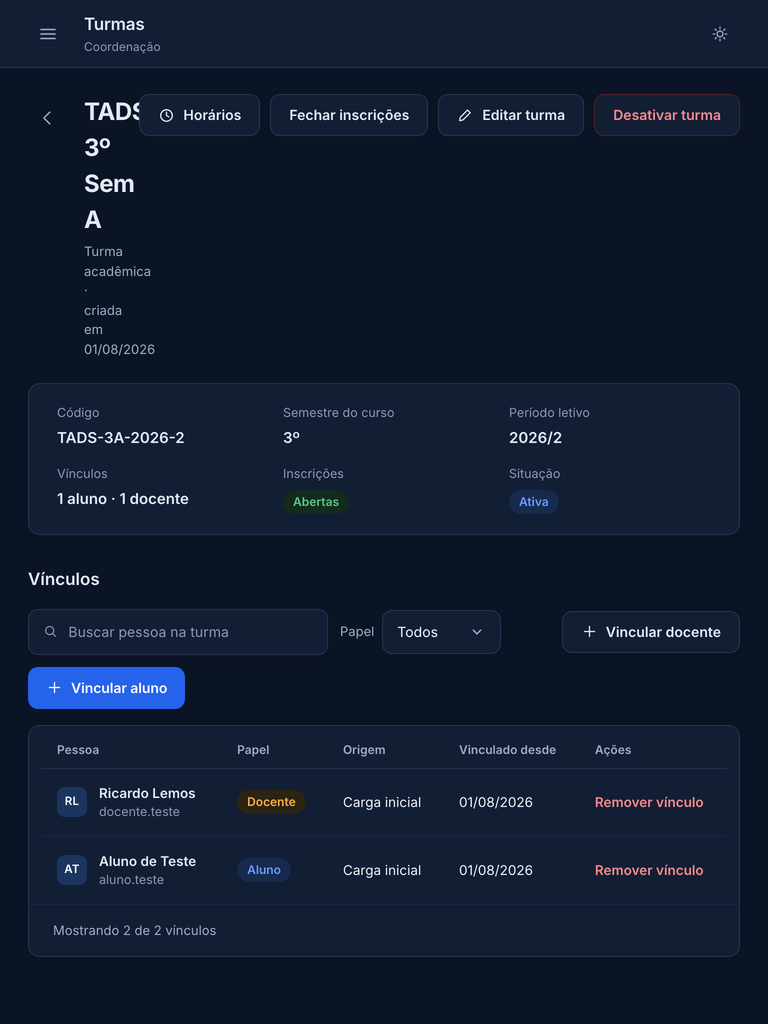 Turmas
Coordenação
TADS
3º
Sem
A
Horários
Fechar inscrições
Editar turma
Desativar turma
Turma
acadêmica
·
criada
em
01/08/2026
Código
Semestre do curso
Período letivo
TADS-3A-2026-2
3º
2026/2
Vínculos
Inscrições
Situação
1 aluno · 1 docente
Abertas
Ativa
Vínculos
Buscar pessoa na turma
Papel
Todos
Vincular docente
Vincular aluno
Pessoa
Papel
Origem
Vinculado desde
Ações
RL
Ricardo Lemos
docente.teste
Docente
Carga inicial
01/08/2026
Remover vínculo
AT
Aluno de Teste
aluno.teste
Aluno
Carga inicial
01/08/2026
Remover vínculo
Mostrando 2 de 2 vínculos